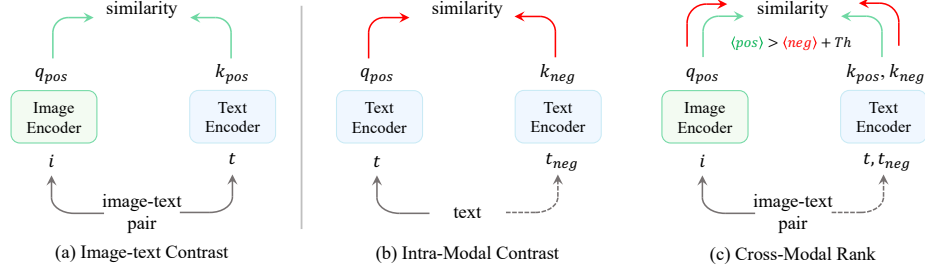 similarity
q_pos
k_pos
Image
Encoder
Text
Encoder
i
t
image-text
pair
(a) Image-text Contrast
similarity
q_pos
k_neg
Text
Encoder
Text
Encoder
t
t_neg
text
(b) Intra-Modal Contrast
similarity
⟨pos⟩ > ⟨neg⟩ + Th
q_pos
k_pos, k_neg
Image
Encoder
Text
Encoder
i
t, t_neg
image-text
pair
(c) Cross-Modal Rank